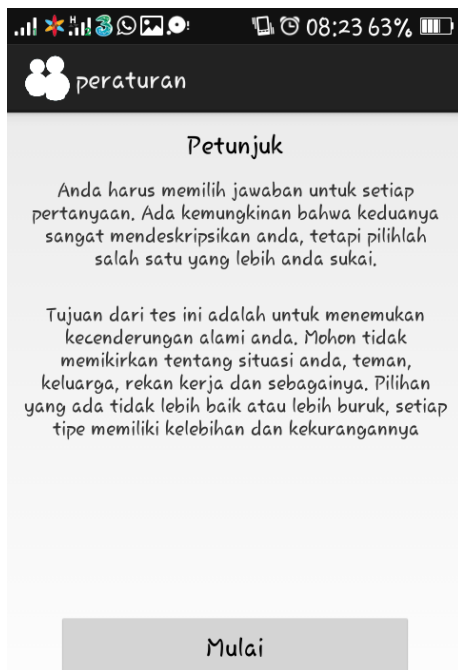 08:23 63%
peraturan
Petunjuk
Anda harus memilih jawaban untuk setiap
pertanyaan. Ada kemungkinan bahwa keduanya
sangat mendeskripsikan anda, tetapi pilihlah
salah satu yang lebih anda sukai.
Tujuan dari tes ini adalah untuk menemukan
kecenderungan alami anda. Mohon tidak
memikirkan tentang situasi anda, teman,
keluarga, rekan kerja dan sebagainya. Pilihan
yang ada tidak lebih baik atau lebih buruk, setiap
tipe memiliki kelebihan dan kekurangannya
Mulai